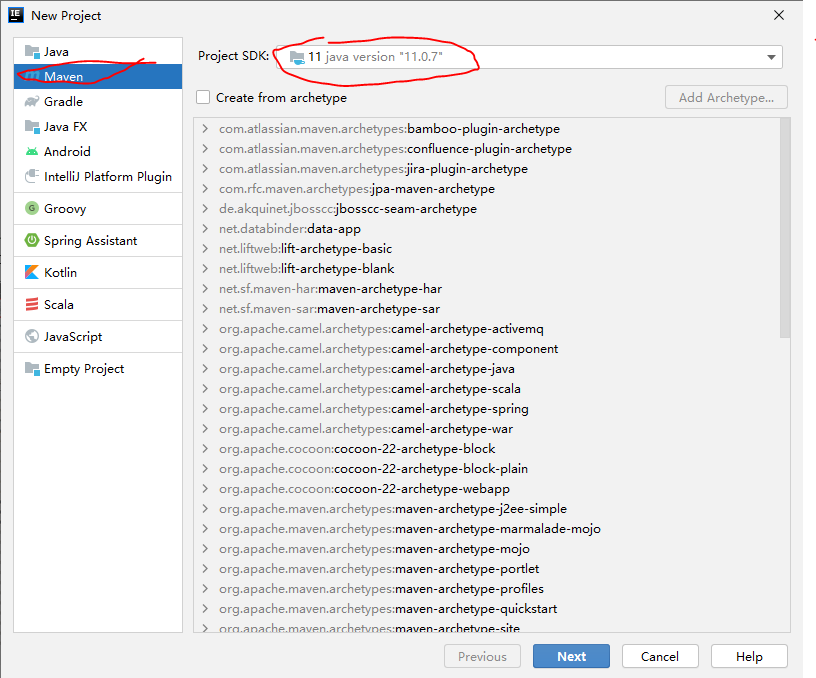 New Project
Java
Maven
Gradle
Java FX
Android
IntelliJ Platform Plugin
Groovy
Spring Assistant
Kotlin
Scala
JavaScript
Empty Project
Project SDK: 11 java version "11.0.7"
Create from archetype
Add Archetype...
com.atlassian.maven.archetypes:bamboo-plugin-archetype
com.atlassian.maven.archetypes:confluence-plugin-archetype
com.atlassian.maven.archetypes:jira-plugin-archetype
com.rfc.maven.archetypes:jpa-maven-archetype
de.akquinet.jbosscc:jbosscc-seam-archetype
net.databinder:data-app
net.liftweb:lift-archetype-basic
net.liftweb:lift-archetype-blank
net.sf.maven-har:maven-archetype-har
net.sf.maven-sar:maven-archetype-sar
org.apache.camel.archetypes:camel-archetype-activemq
org.apache.camel.archetypes:camel-archetype-component
org.apache.camel.archetypes:camel-archetype-java
org.apache.camel.archetypes:camel-archetype-scala
org.apache.camel.archetypes:camel-archetype-spring
org.apache.camel.archetypes:camel-archetype-war
org.apache.cocoon:cocoon-22-archetype-block
org.apache.cocoon:cocoon-22-archetype-block-plain
org.apache.cocoon:cocoon-22-archetype-webapp
org.apache.maven.archetypes:maven-archetype-j2ee-simple
org.apache.maven.archetypes:maven-archetype-marmalade-mojo
org.apache.maven.archetypes:maven-archetype-mojo
org.apache.maven.archetypes:maven-archetype-portlet
org.apache.maven.archetypes:maven-archetype-profiles
org.apache.maven.archetypes:maven-archetype-quickstart
org.apache.maven.archetypes:maven-archetype-site
Previous
Next
Cancel
Help